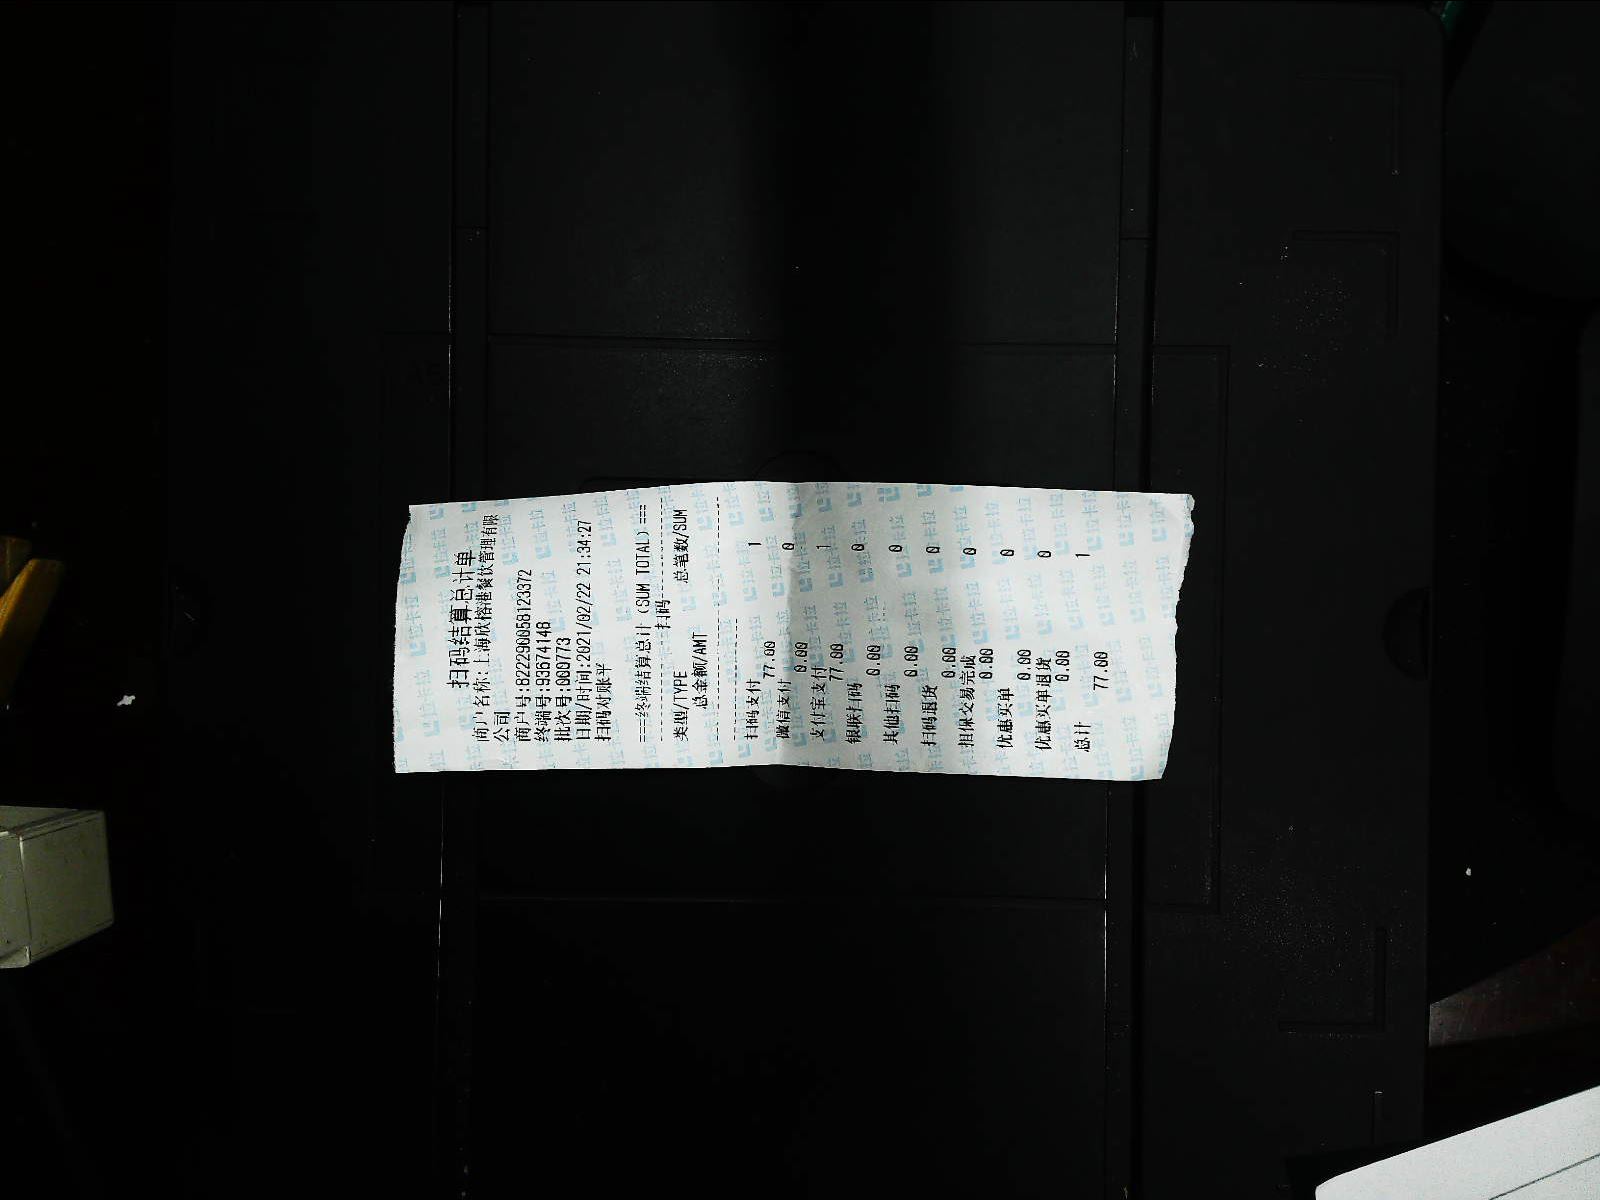 扫码结算总计单
商户名称:上海欣榕港餐饮管理有限
公司
商户号:822290058123372
终端号:93674148
批次号:000773
日期/时间:2021/02/22 21:34:27
扫码对账平
===终端结算总计(SUM TOTAL)===
--------------扫码--------------
类型/TYPE 总笔数/SUM
总金额/AMT
--------------------------------
扫码支付 1
77.00
微信支付 0
0.00
支付宝支付 1
77.00
银联扫码 0
0.00
其他扫码 0
0.00
扫码退货 0
0.00
担保交易完成 0
0.00
优惠买单 0
0.00
优惠买单退货 0
0.00
总计 1
77.00
拉卡拉